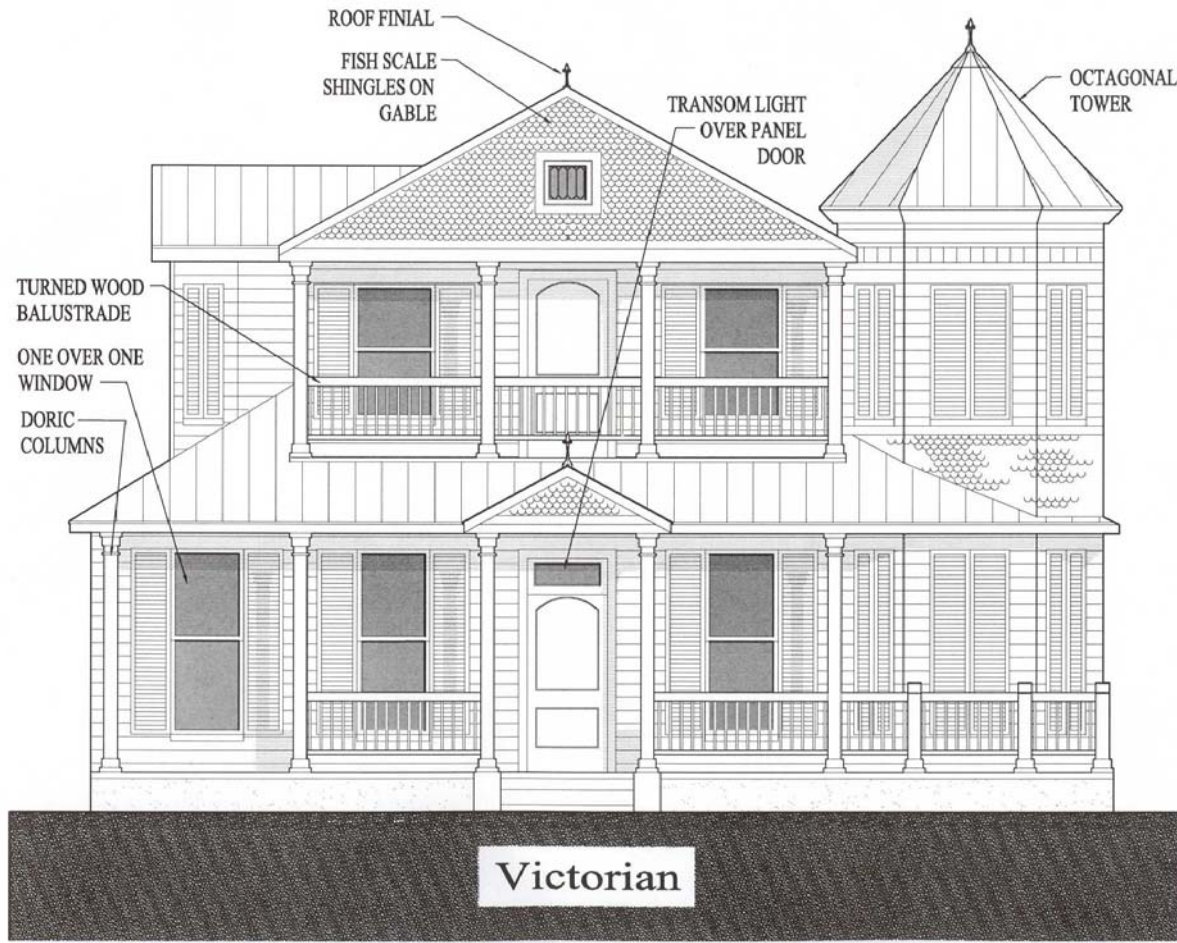 ROOF FINIAL
FISH SCALE
SHINGLES ON
GABLE
TRANSOM LIGHT
OVER PANEL
DOOR
OCTAGONAL
TOWER
TURNED WOOD
BALUSTRADE
ONE OVER ONE
WINDOW
DORIC
COLUMNS
Victorian